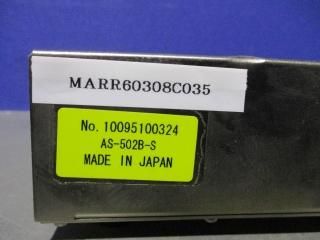 MARR60308C035
No. 10095100324
AS-502B-S
MADE IN JAPAN